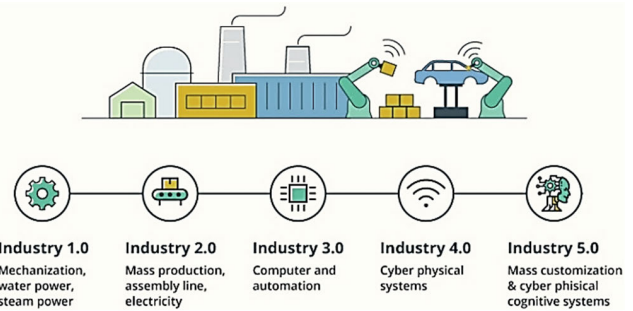 Industry 1.0
Mechanization,
water power,
steam power
Industry 2.0
Mass production,
assembly line,
electricity
Industry 3.0
Computer and
automation
Industry 4.0
Cyber physical
systems
Industry 5.0
Mass customization
& cyber phisical
cognitive systems